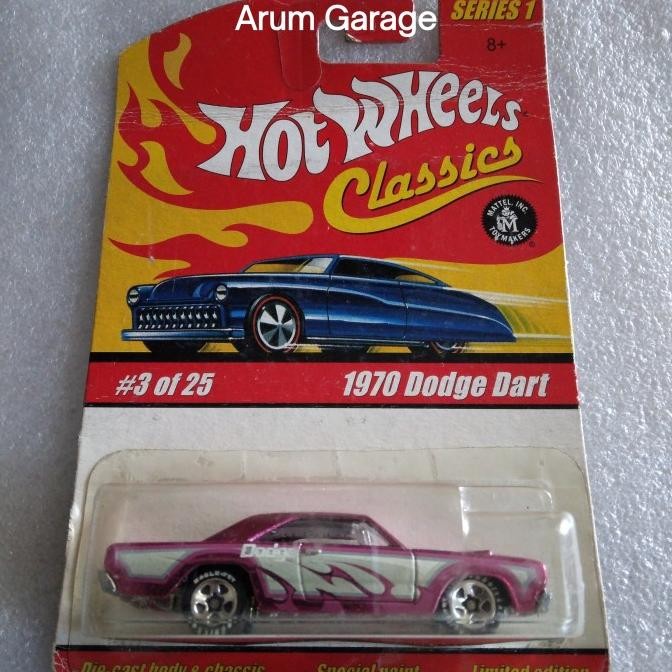 Arum Garage
SERIES 1
8+
Hot Wheels
Classics
MATTEL, INC.
M
TOYMAKERS
#3 of 25
1970 Dodge Dart
Dodge
Die-cast body & chassis
Special paint
Limited edition